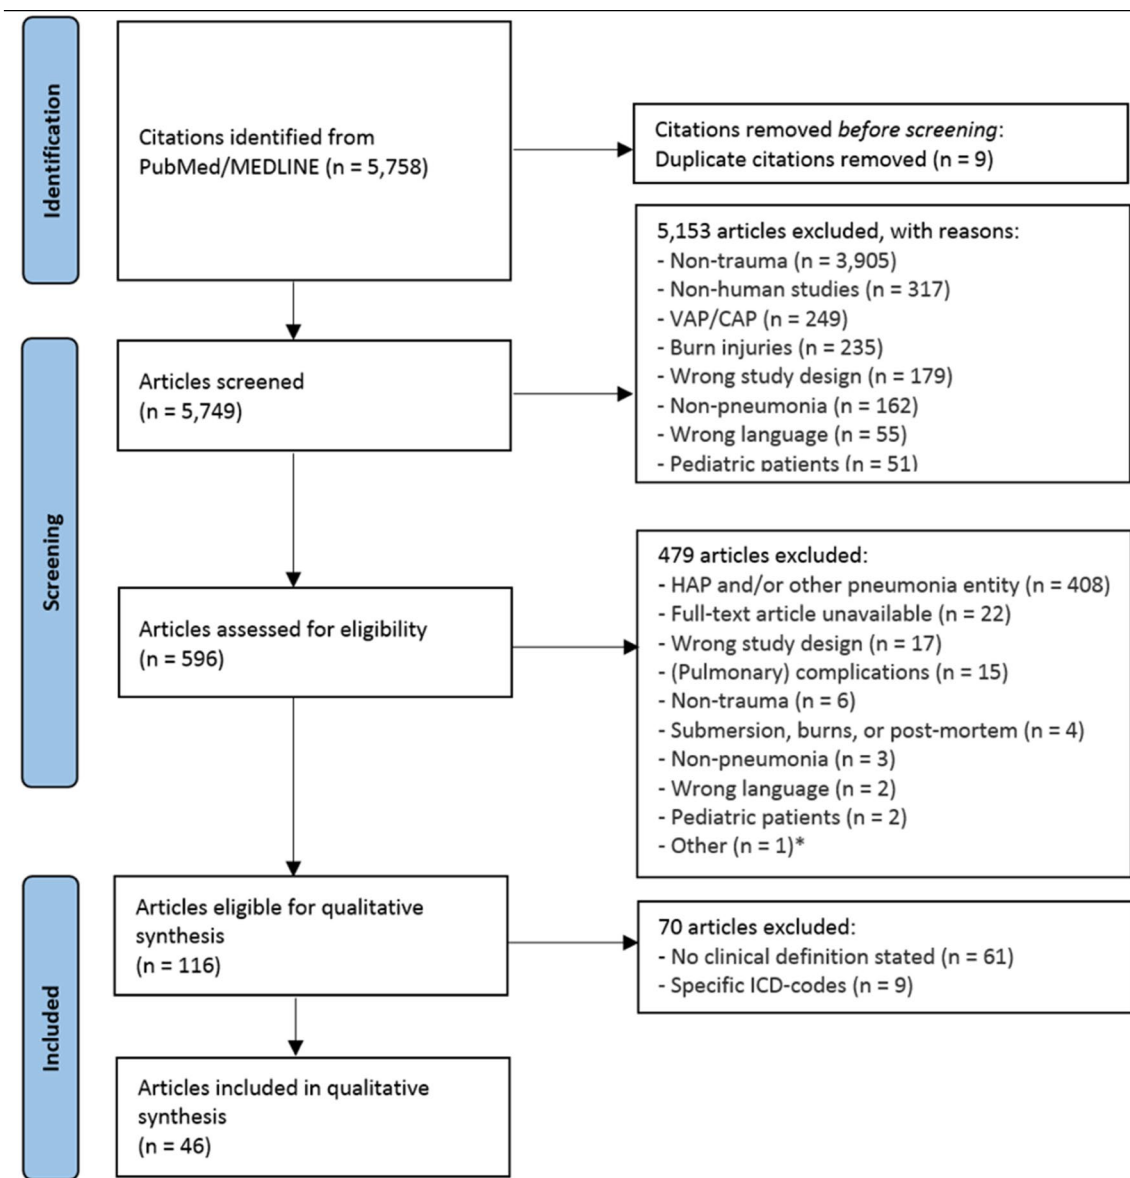 Identification
Citations identified from
PubMed/MEDLINE (n = 5,758)
Citations removed before screening:
Duplicate citations removed (n = 9)
5,153 articles excluded, with reasons:
- Non-trauma (n = 3,905)
- Non-human studies (n = 317)
- VAP/CAP (n = 249)
- Burn injuries (n = 235)
- Wrong study design (n = 179)
- Non-pneumonia (n = 162)
- Wrong language (n = 55)
- Pediatric patients (n = 51)
Screening
Articles screened
(n = 5,749)
Articles assessed for eligibility
(n = 596)
479 articles excluded:
- HAP and/or other pneumonia entity (n = 408)
- Full-text article unavailable (n = 22)
- Wrong study design (n = 17)
- (Pulmonary) complications (n = 15)
- Non-trauma (n = 6)
- Submersion, burns, or post-mortem (n = 4)
- Non-pneumonia (n = 3)
- Wrong language (n = 2)
- Pediatric patients (n = 2)
- Other (n = 1)*
Included
Articles eligible for qualitative
synthesis
(n = 116)
70 articles excluded:
- No clinical definition stated (n = 61)
- Specific ICD-codes (n = 9)
Articles included in qualitative
synthesis
(n = 46)